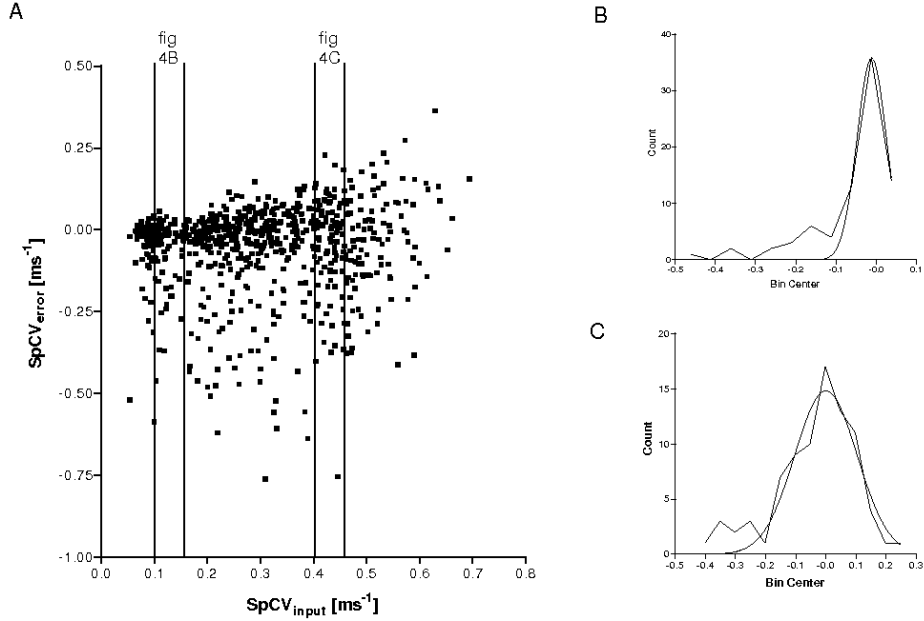 A
fig
4B
fig
4C
0.50
0.25
0.00
-0.25
-0.50
-0.75
-1.00
SpCVerror [ms-1]
0.0 0.1 0.2 0.3 0.4 0.5 0.6 0.7 0.8
SpCVinput [ms-1]
B
40
30
20
10
0
Count
-0.5 -0.4 -0.3 -0.2 -0.1 -0.0 0.1
Bin Center
C
20
15
10
5
0
Count
-0.5 -0.4 -0.3 -0.2 -0.1 0.0 0.1 0.2 0.3
Bin Center